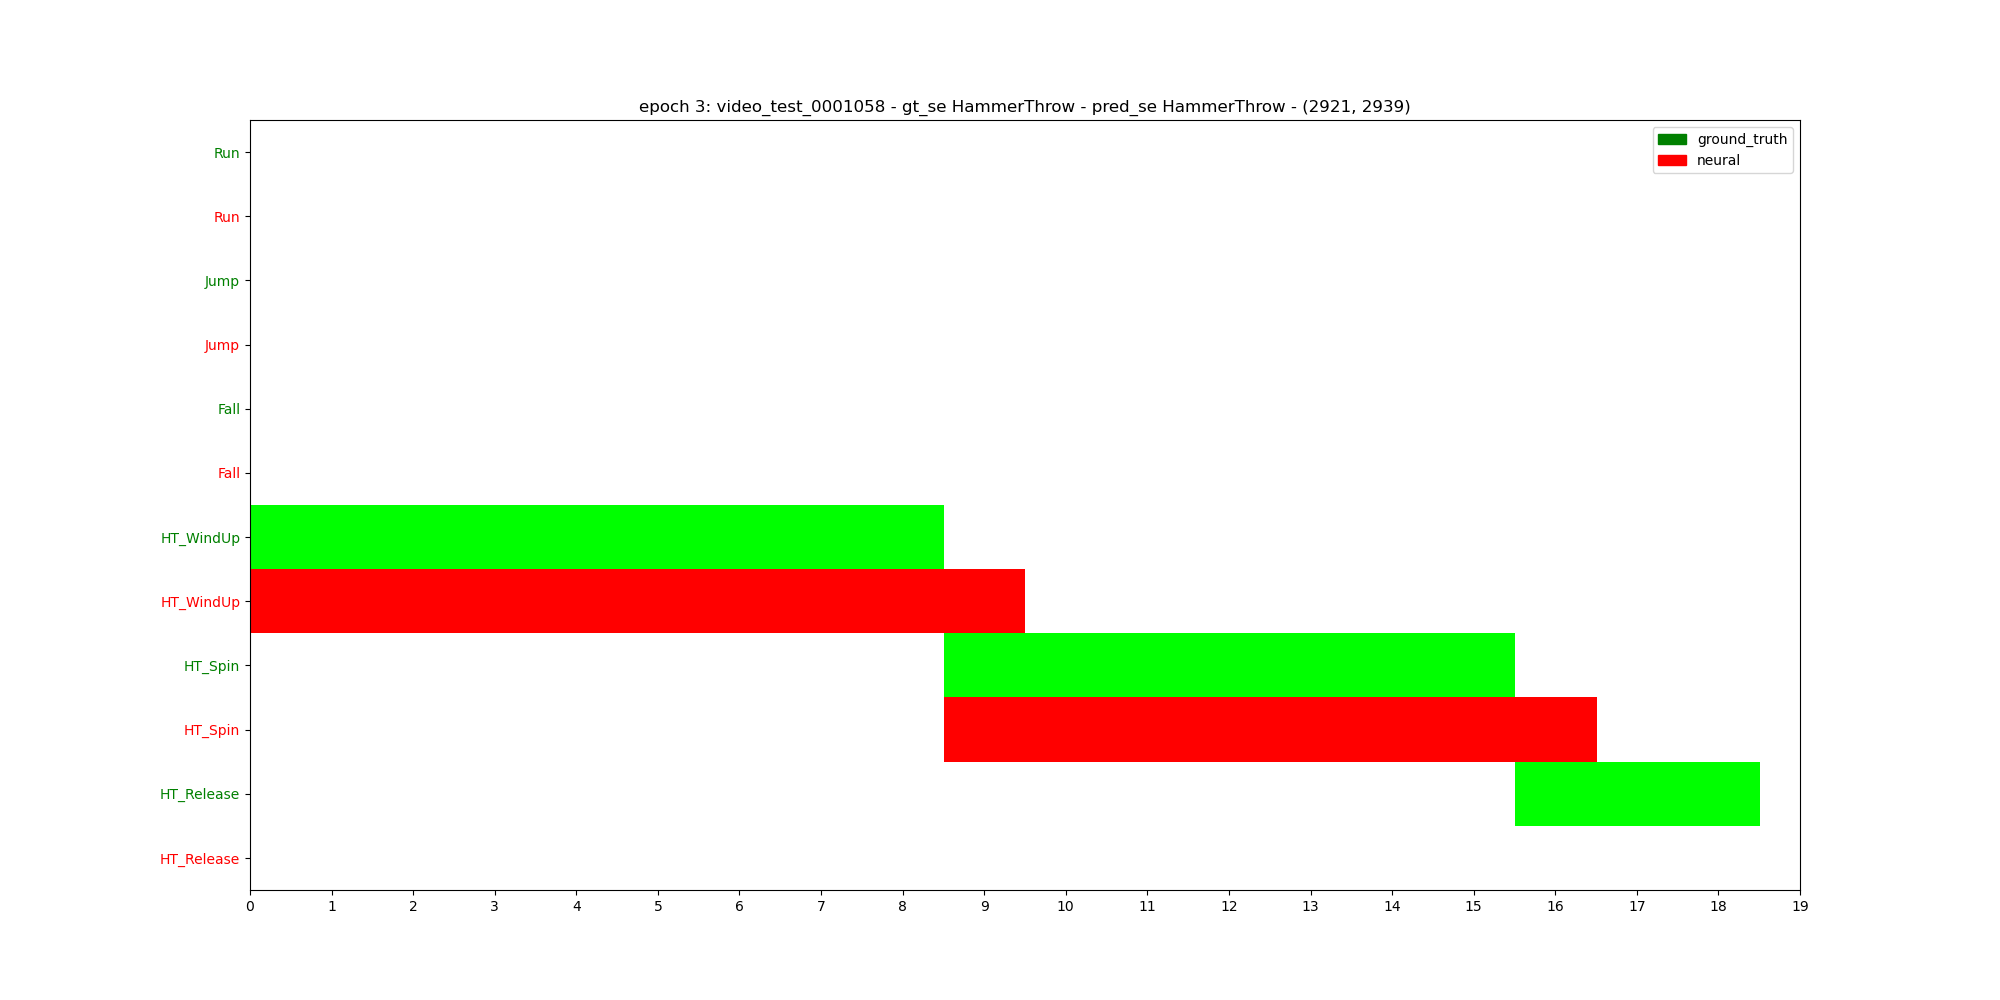 epoch 3: video_test_0001058 - gt_se HammerThrow - pred_se HammerThrow - (2921, 2939)
ground_truth
neural
Run
Run
Jump
Jump
Fall
Fall
HT_WindUp
HT_WindUp
HT_Spin
HT_Spin
HT_Release
HT_Release
0 1 2 3 4 5 6 7 8 9 10 11 12 13 14 15 16 17 18 19